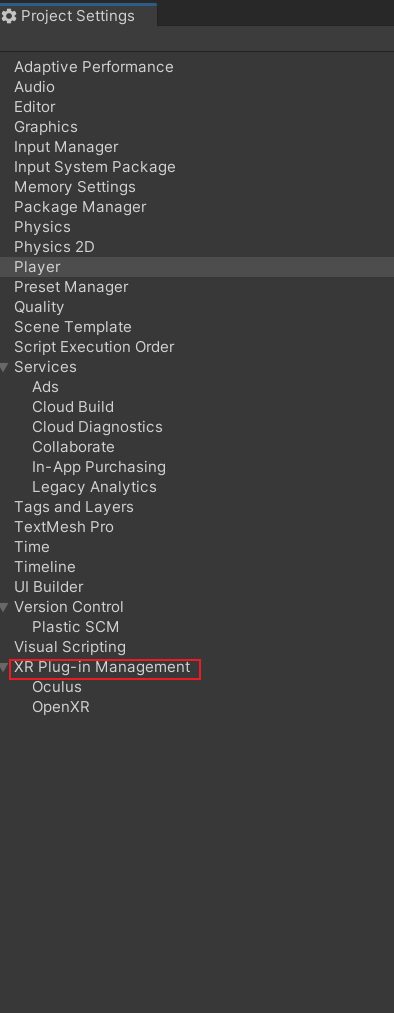 Project Settings
Adaptive Performance
Audio
Editor
Graphics
Input Manager
Input System Package
Memory Settings
Package Manager
Physics
Physics 2D
Player
Preset Manager
Quality
Scene Template
Script Execution Order
Services
Ads
Cloud Build
Cloud Diagnostics
Collaborate
In-App Purchasing
Legacy Analytics
Tags and Layers
TextMesh Pro
Time
Timeline
UI Builder
Version Control
Plastic SCM
Visual Scripting
XR Plug-in Management
Oculus
OpenXR